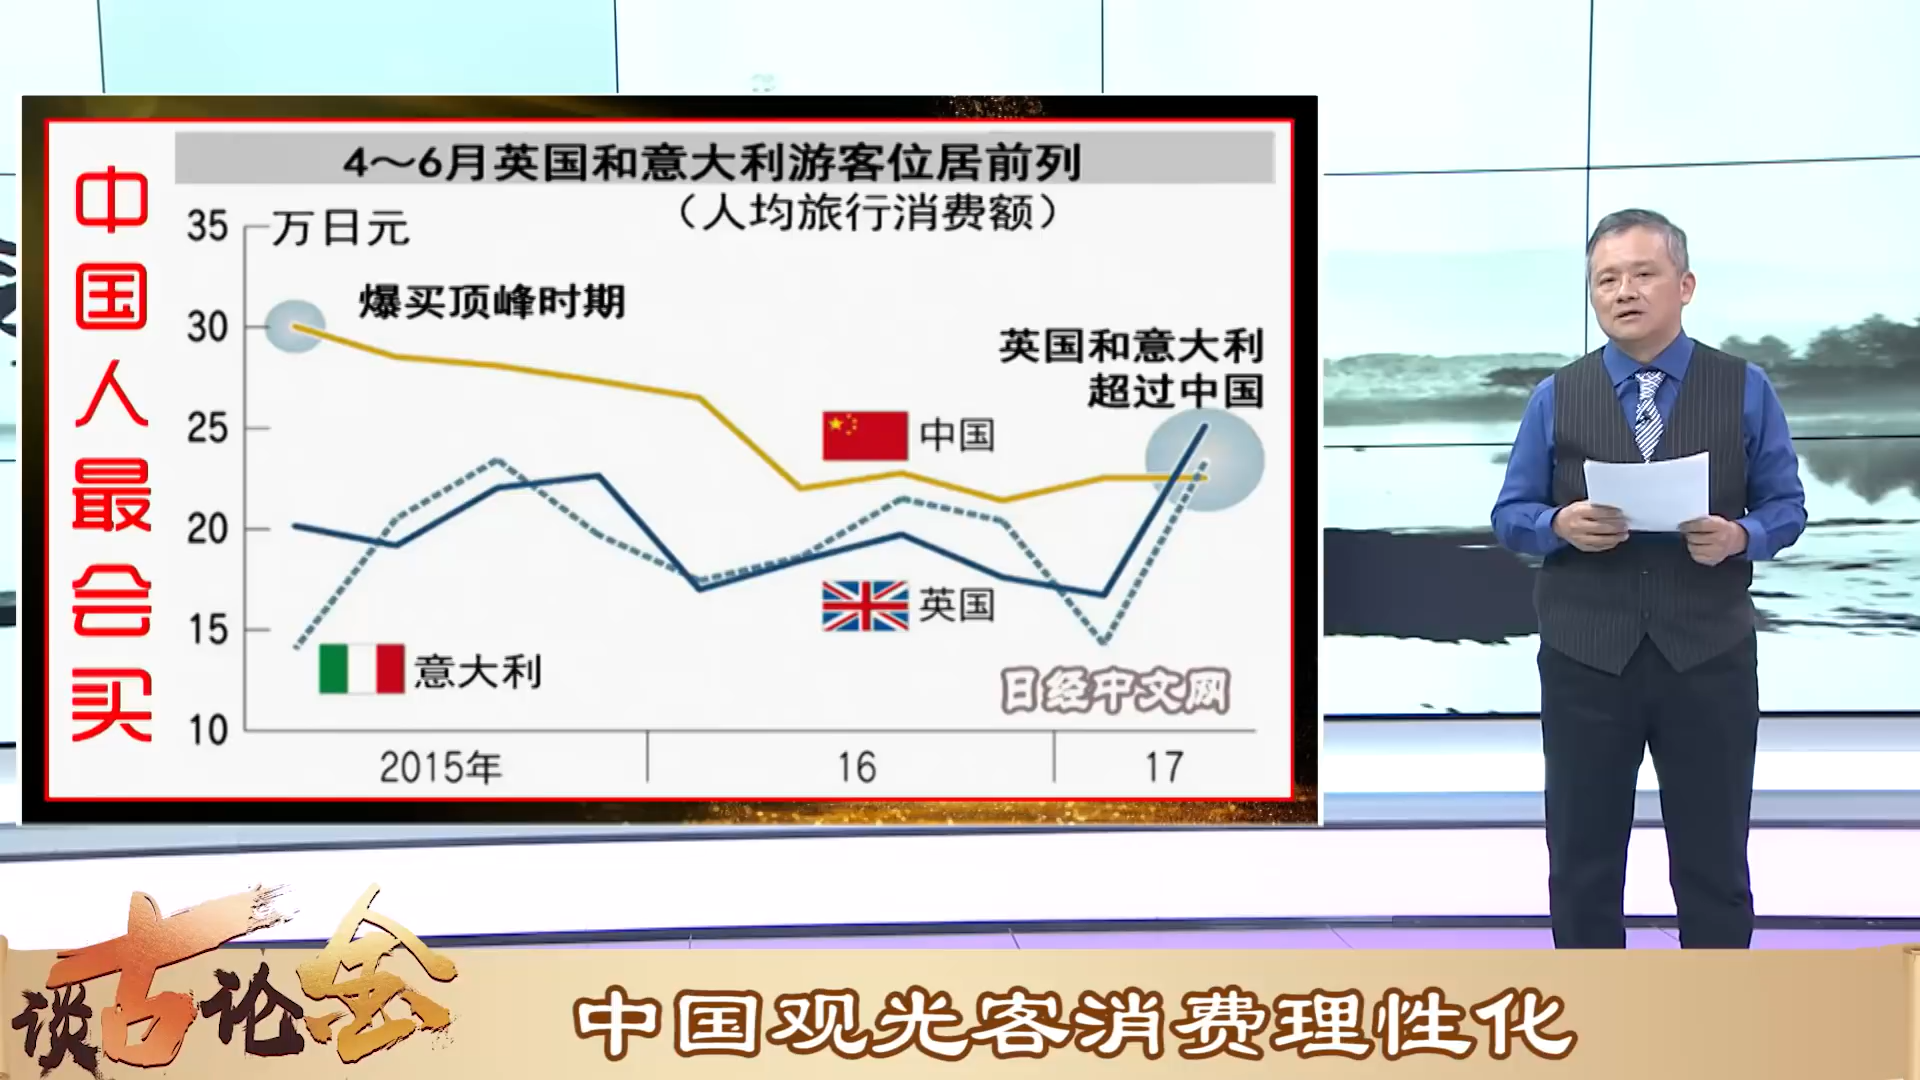 中国人最会买
4～6月英国和意大利游客位居前列
（人均旅行消费额）
35 万日元
30
25
20
15
10
爆买顶峰时期
英国和意大利
超过中国
中国
英国
意大利
日经中文网
2015年 16 17
谈古论金
中国观光客消费理性化